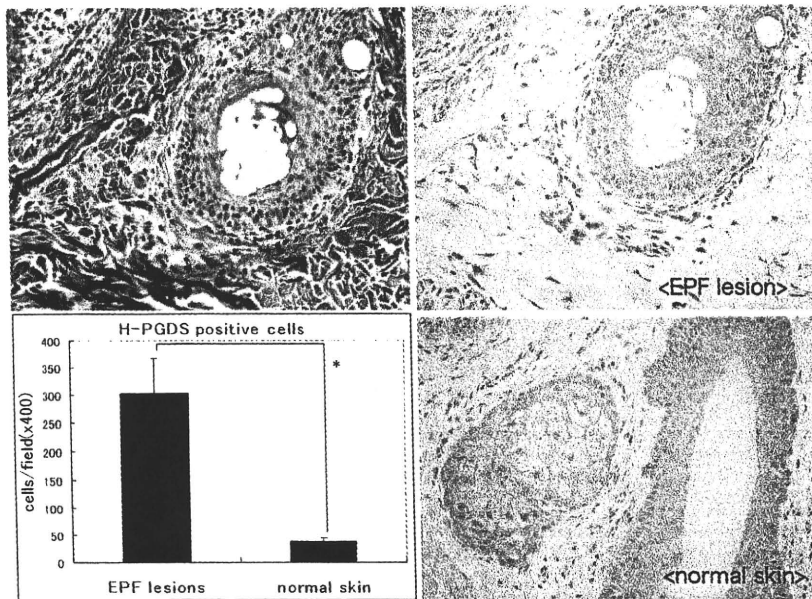 <EPF lesion>
H-PGDS positive cells
400
350
300
250
200
150
100
50
0
cells/field(x400)
*
EPF lesions normal skin
<normal skin>